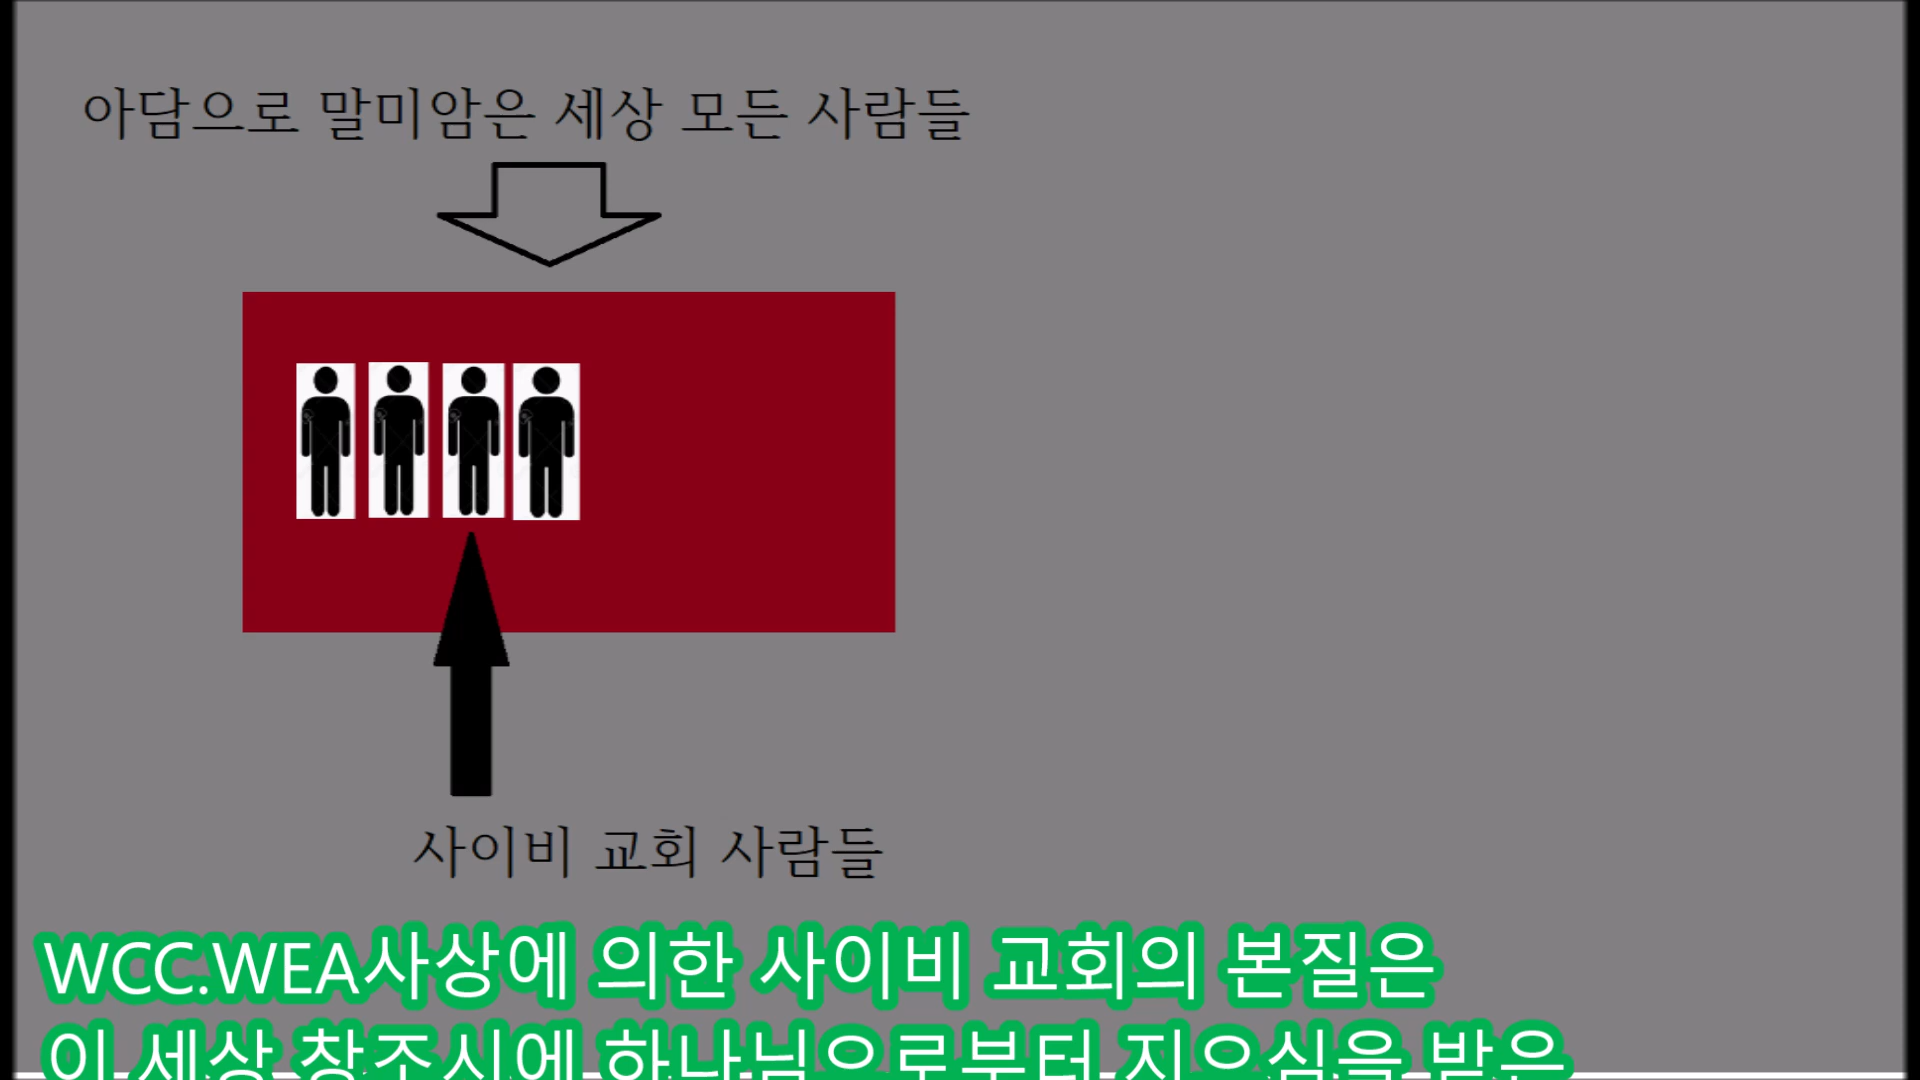 아담으로 말미암은 세상 모든 사람들
사이비 교회 사람들
WCC.WEA사상에 의한 사이비 교회의 본질은
이 세상 창조시에 하나님으로부터 지으심을 받은